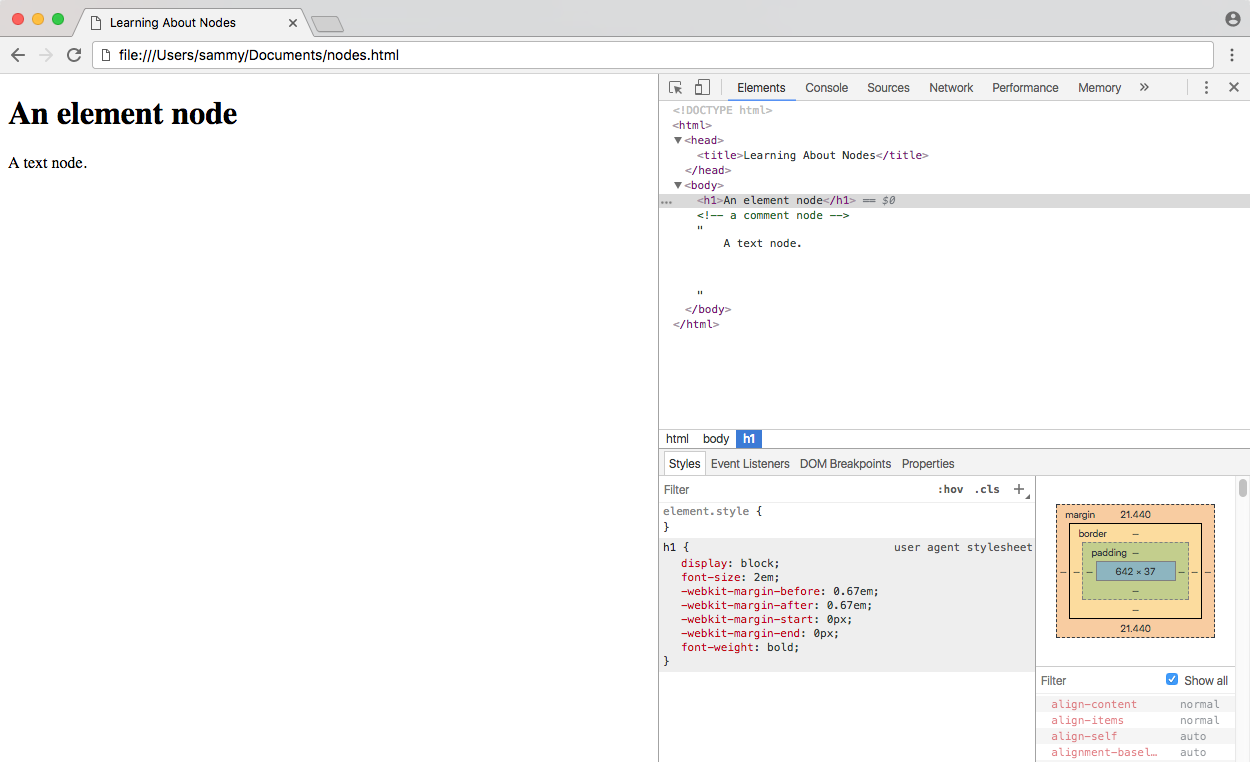 Learning About Nodes
file:///Users/sammy/Documents/nodes.html
An element node
A text node.
Elements Console Sources Network Performance Memory »
<!DOCTYPE html>
<html>
▼<head>
<title>Learning About Nodes</title>
</head>
▼<body>
… <h1>An element node</h1> == $0
<!-- a comment node -->
"
A text node.
"
</body>
</html>
html body h1
Styles Event Listeners DOM Breakpoints Properties
Filter :hov .cls +
element.style {
}
h1 { user agent stylesheet
display: block;
font-size: 2em;
-webkit-margin-before: 0.67em;
-webkit-margin-after: 0.67em;
-webkit-margin-start: 0px;
-webkit-margin-end: 0px;
font-weight: bold;
}
margin 21.440
border –
padding –
– – – 642 × 37 – – –
–
–
21.440
Filter Show all
align-content normal
align-items normal
align-self auto
alignment-basel… auto